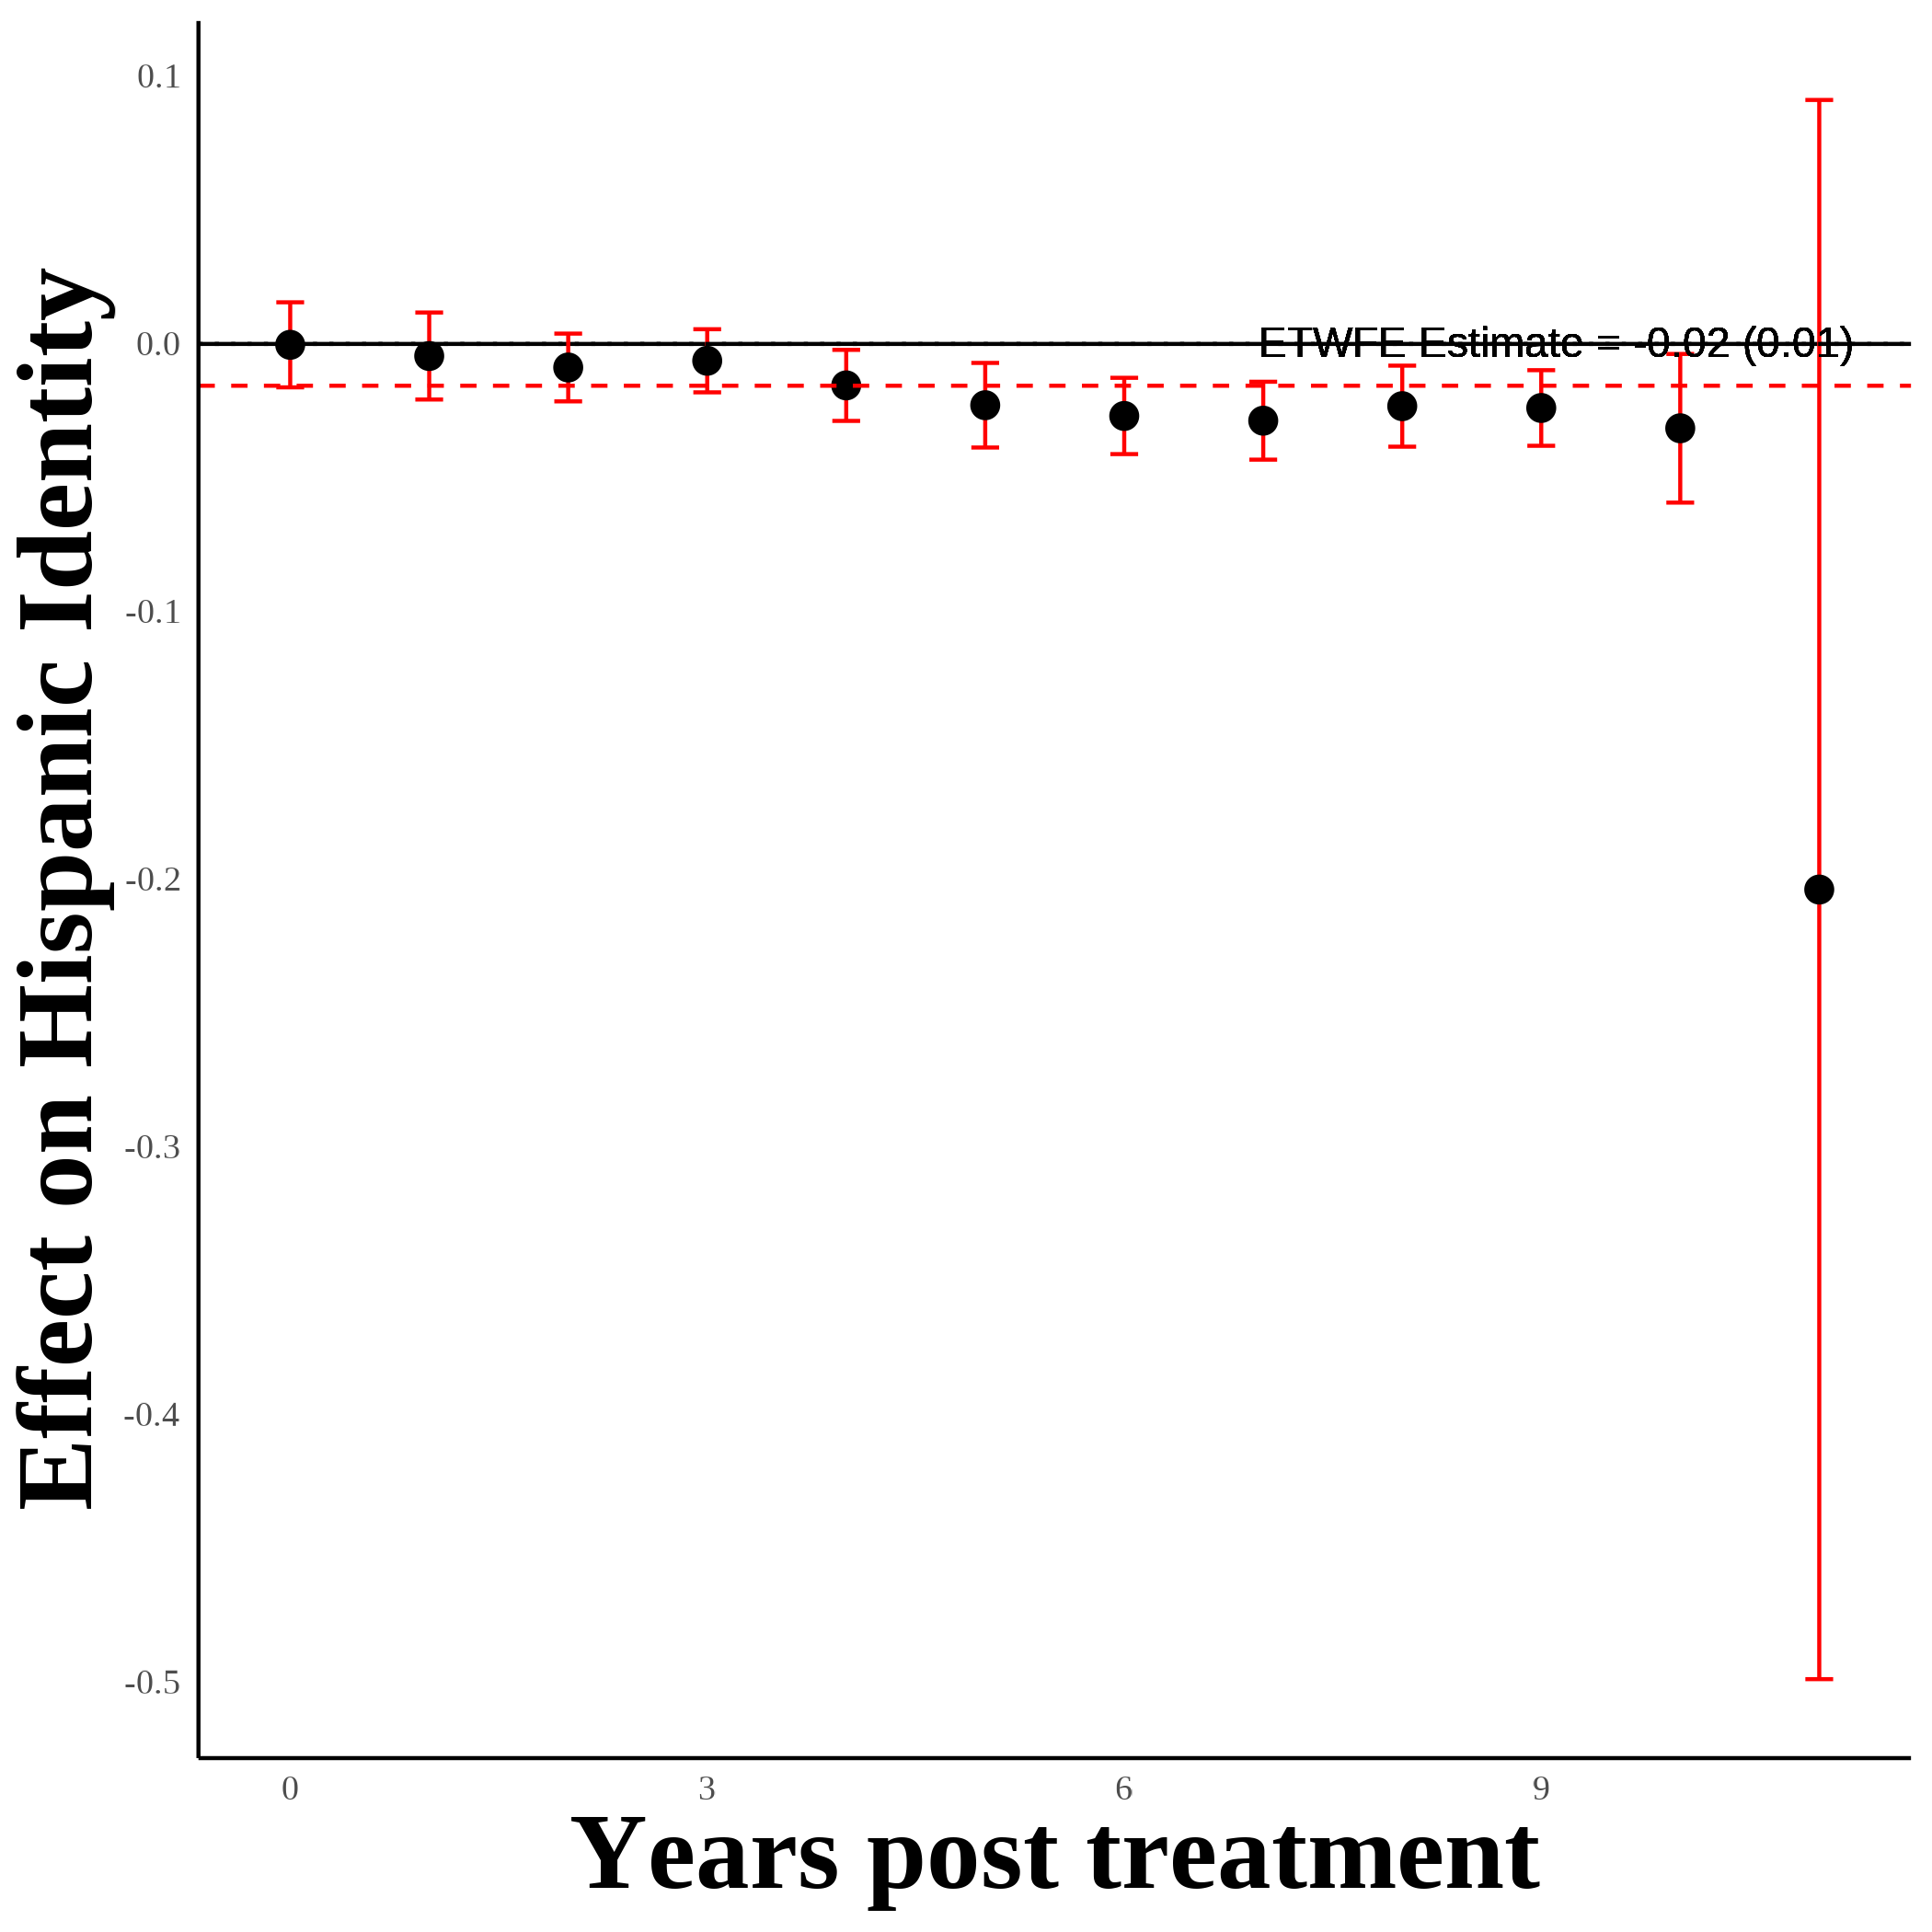 Effect on Hispanic Identity
0.1
0.0
-0.1
-0.2
-0.3
-0.4
-0.5
ETWFE Estimate = -0.02 (0.01)
0 3 6 9
Years post treatment